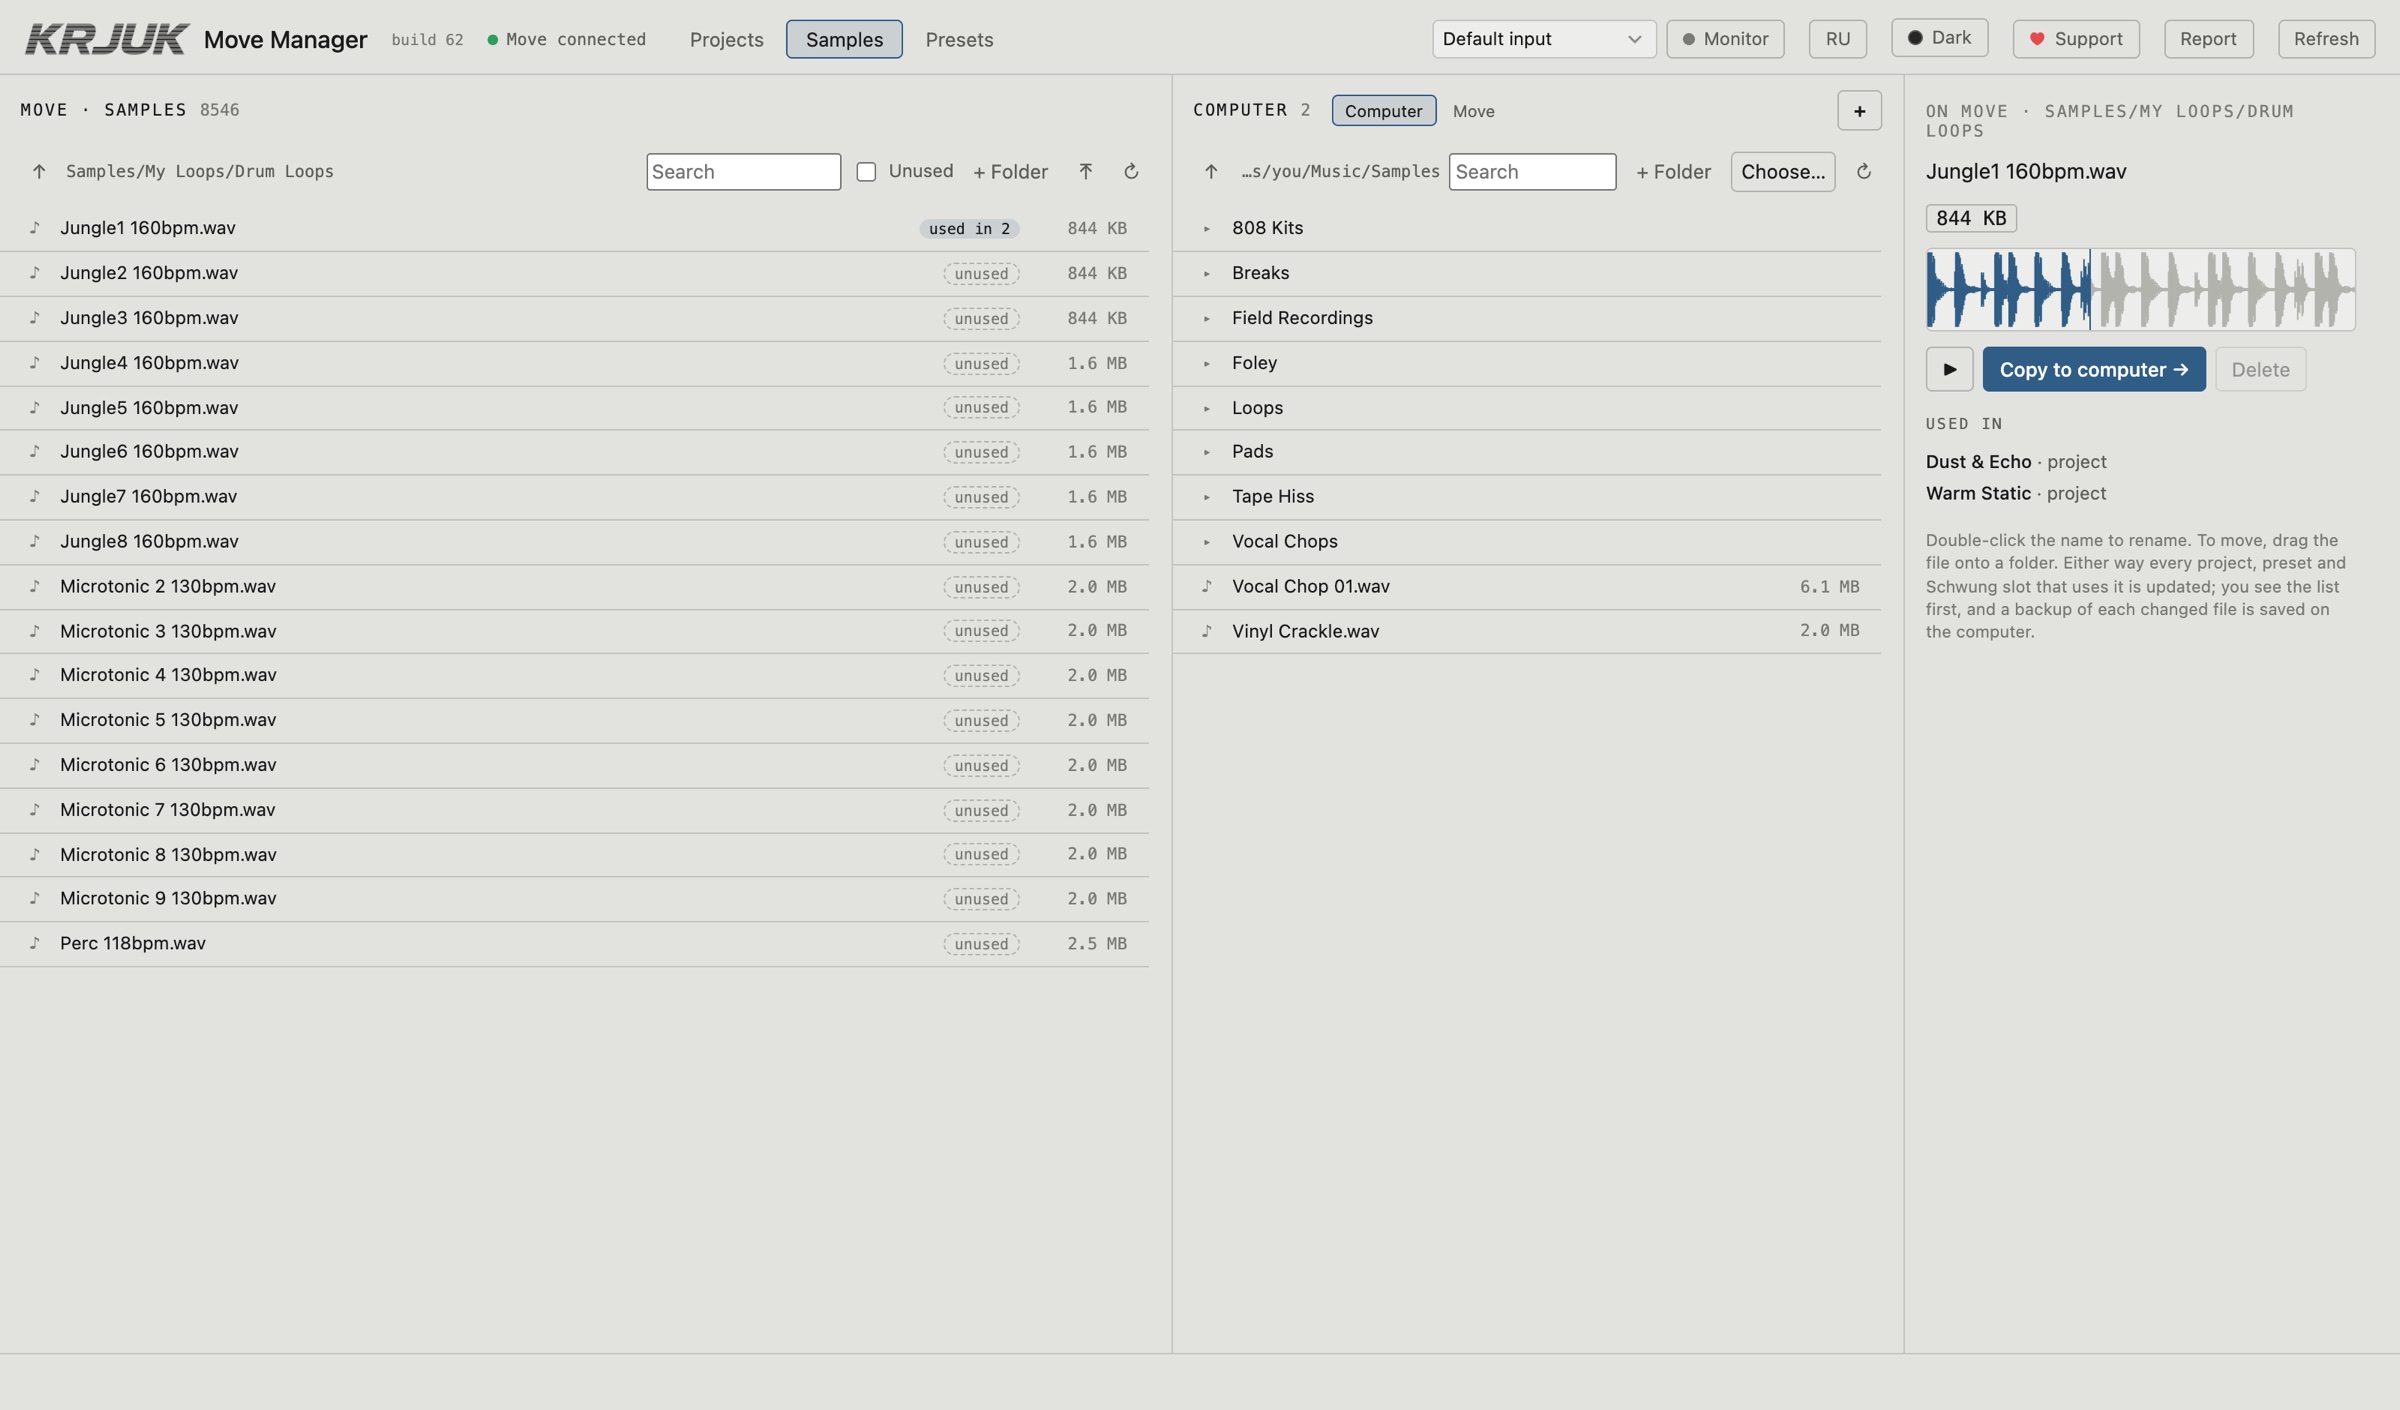 KRJUK Move Manager build 62 Move connected Projects Samples Presets Default input Monitor RU Dark Support Report Refresh
MOVE · SAMPLES 8546
↑ Samples/My Loops/Drum Loops Search Unused + Folder
Jungle1 160bpm.wav used in 2 844 KB
Jungle2 160bpm.wav unused 844 KB
Jungle3 160bpm.wav unused 844 KB
Jungle4 160bpm.wav unused 1.6 MB
Jungle5 160bpm.wav unused 1.6 MB
Jungle6 160bpm.wav unused 1.6 MB
Jungle7 160bpm.wav unused 1.6 MB
Jungle8 160bpm.wav unused 1.6 MB
Microtonic 2 130bpm.wav unused 2.0 MB
Microtonic 3 130bpm.wav unused 2.0 MB
Microtonic 4 130bpm.wav unused 2.0 MB
Microtonic 5 130bpm.wav unused 2.0 MB
Microtonic 6 130bpm.wav unused 2.0 MB
Microtonic 7 130bpm.wav unused 2.0 MB
Microtonic 8 130bpm.wav unused 2.0 MB
Microtonic 9 130bpm.wav unused 2.0 MB
Perc 118bpm.wav unused 2.5 MB
COMPUTER 2 Computer Move +
↑ …s/you/Music/Samples Search + Folder Choose...
808 Kits
Breaks
Field Recordings
Foley
Loops
Pads
Tape Hiss
Vocal Chops
Vocal Chop 01.wav 6.1 MB
Vinyl Crackle.wav 2.0 MB
ON MOVE · SAMPLES/MY LOOPS/DRUM
LOOPS
Jungle1 160bpm.wav
844 KB
Copy to computer → Delete
USED IN
Dust & Echo · project
Warm Static · project
Double-click the name to rename. To move, drag the
file onto a folder. Either way every project, preset and
Schwung slot that uses it is updated; you see the list
first, and a backup of each changed file is saved on
the computer.